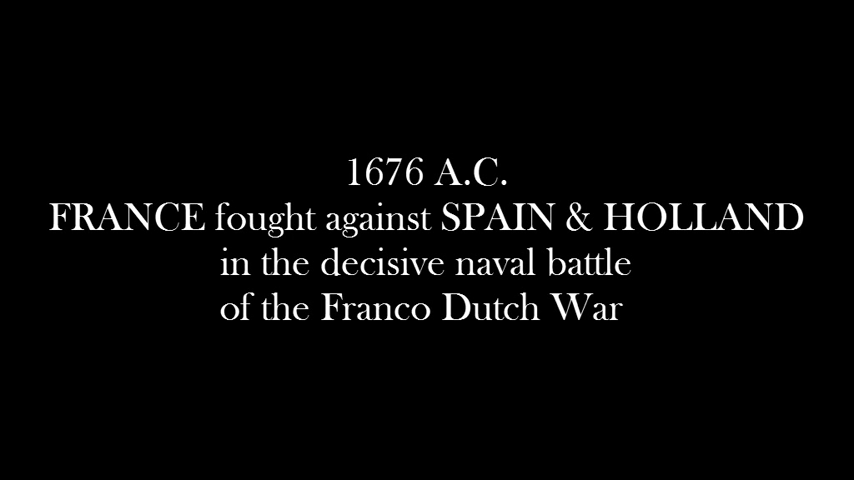 1676 A.C.
FRANCE fought against SPAIN & HOLLAND
in the decisive naval battle
of the Franco Dutch War